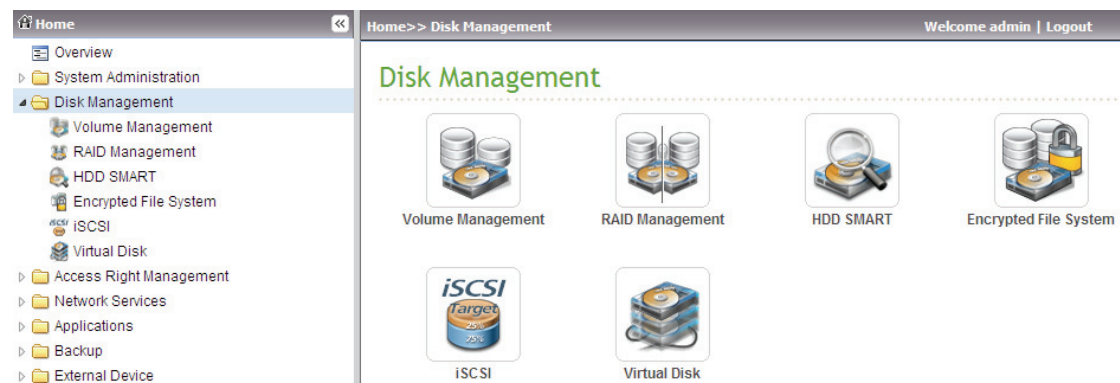 Home
Overview
System Administration
Disk Management
Volume Management
RAID Management
HDD SMART
Encrypted File System
iSCSI iSCSI
Virtual Disk
Access Right Management
Network Services
Applications
Backup
External Device
Home>> Disk Management Welcome admin | Logout
Disk Management
Volume Management RAID Management HDD SMART Encrypted File System
iSCSI
Target
25%
75%
iSCSI Virtual Disk